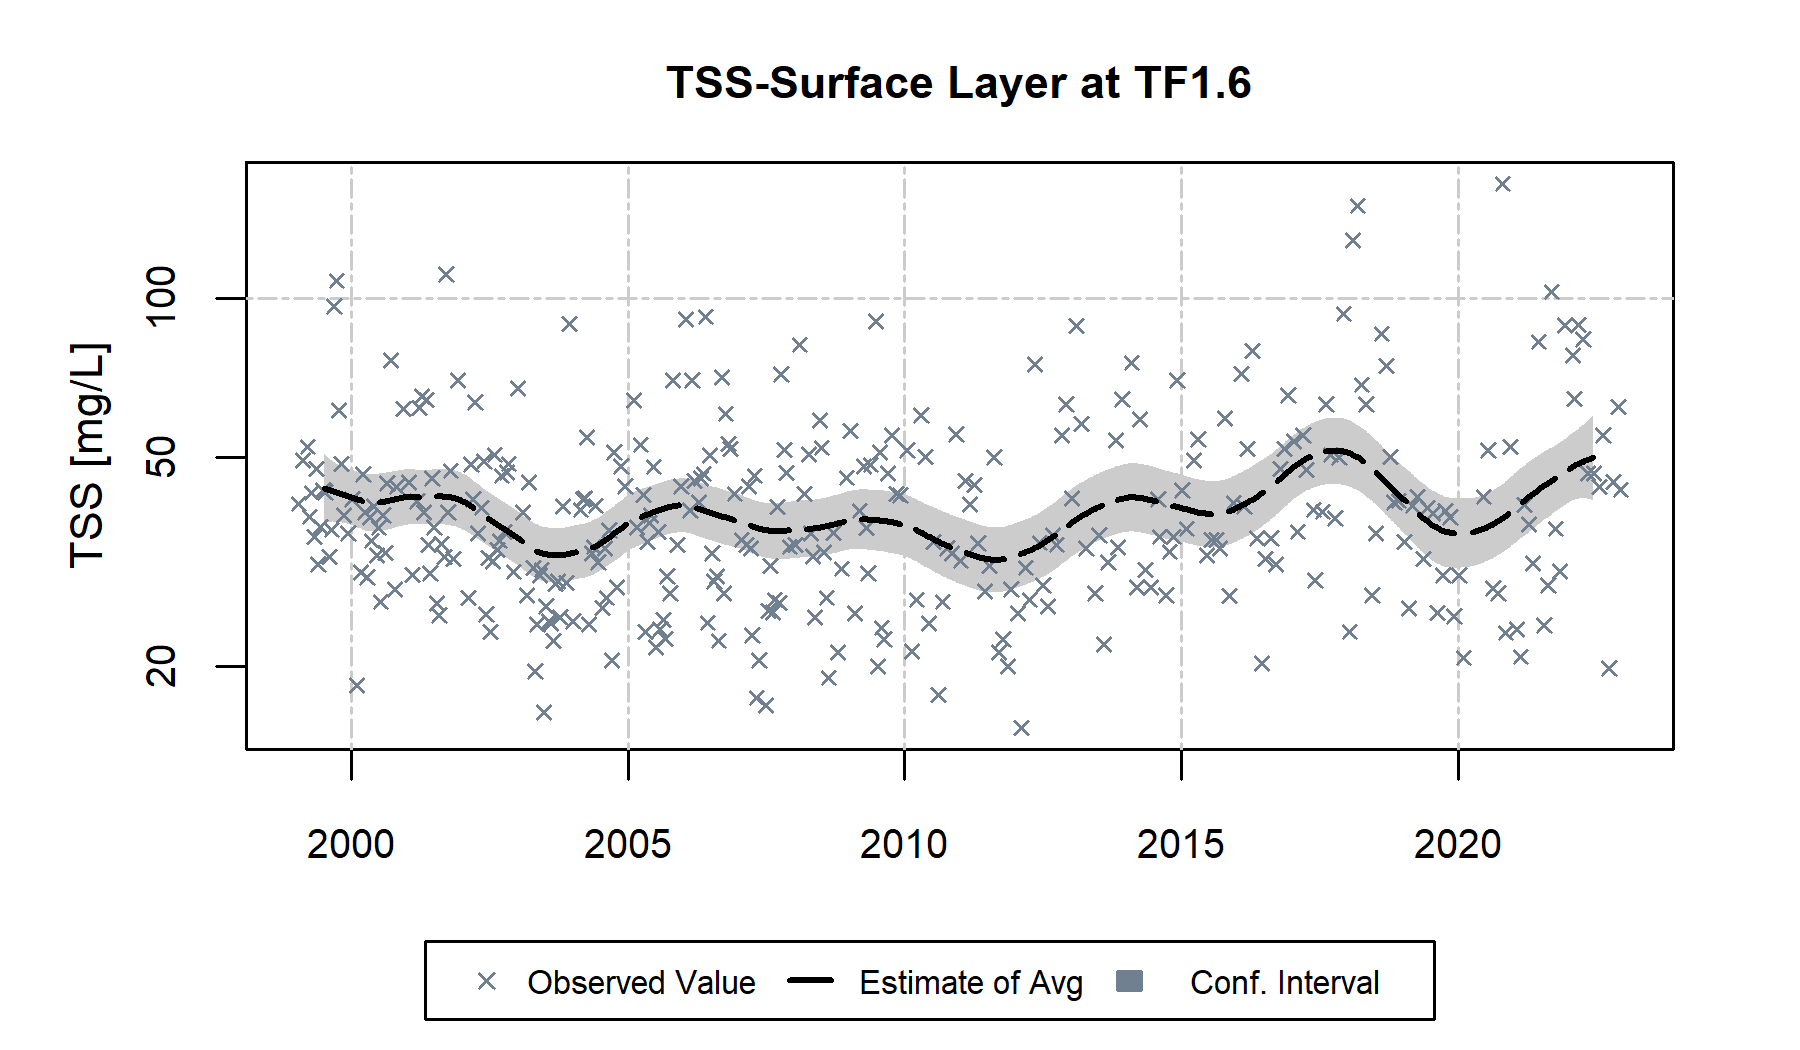 TSS-Surface Layer at TF1.6
TSS [mg/L]
100
50
20
2000 2005 2010 2015 2020
Observed Value Estimate of Avg Conf. Interval